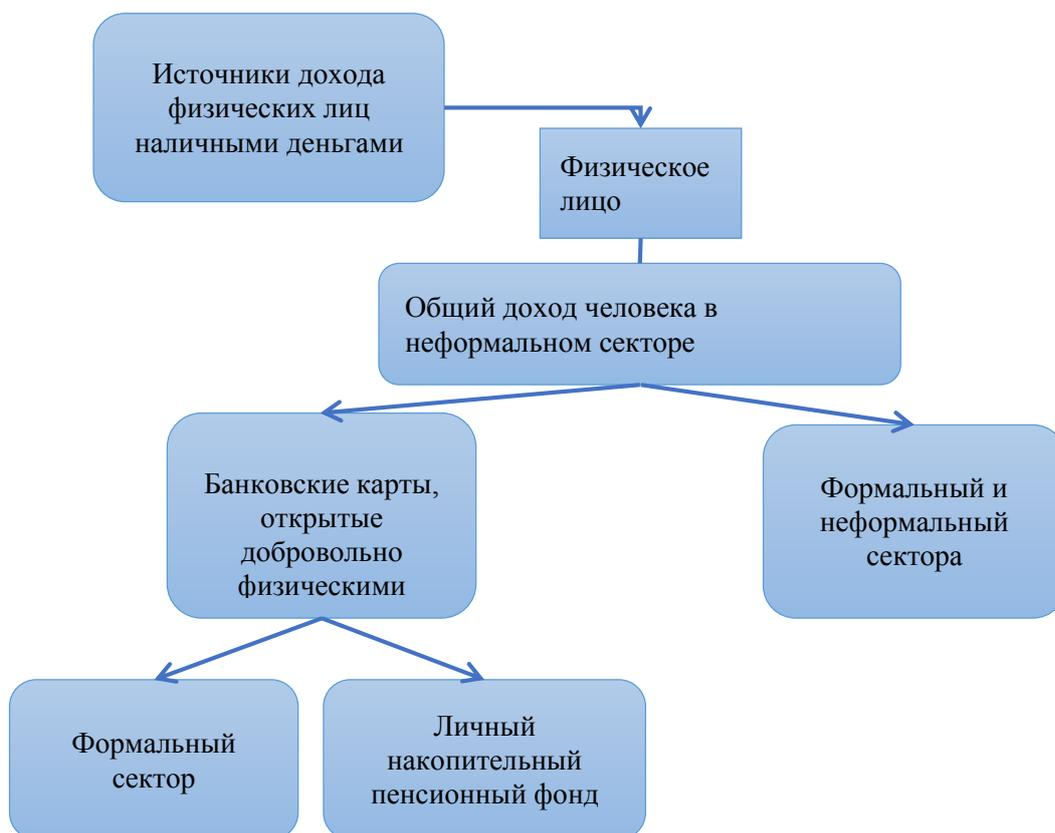 Источники дохода
физических лиц
наличными деньгами
Физическое
лицо
Общий доход человека в
неформальном секторе
Банковские карты,
открытые
добровольно
физическими
Формальный и
неформальный
сектора
Формальный
сектор
Личный
накопительный
пенсионный фонд